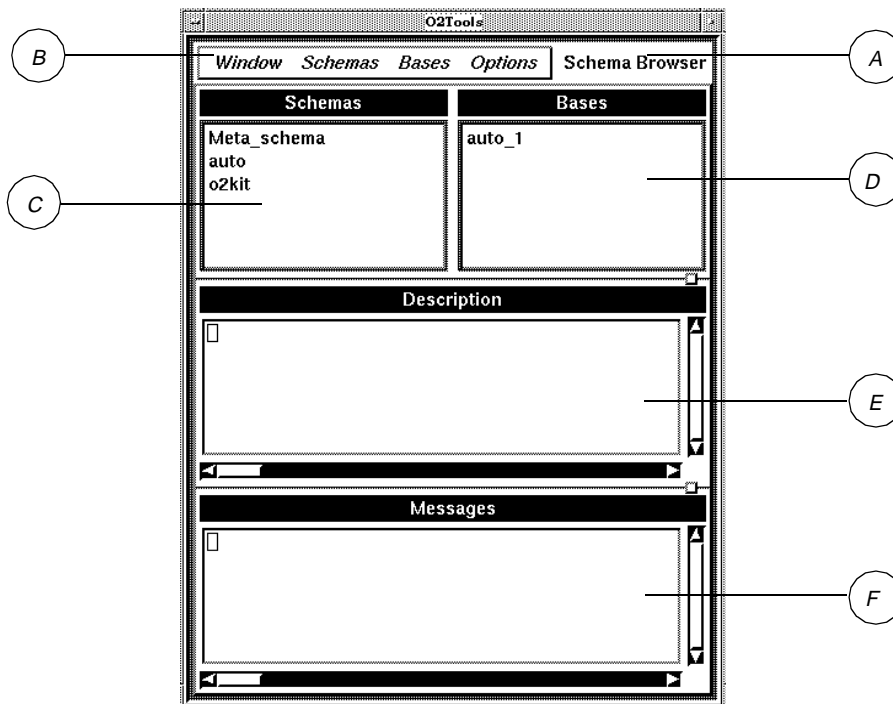 O2Tools
B
Window Schemas Bases Options Schema Browser
A
Schemas
Bases
Meta_schema
auto
o2kit
auto_1
C
D
Description
E
Messages
F